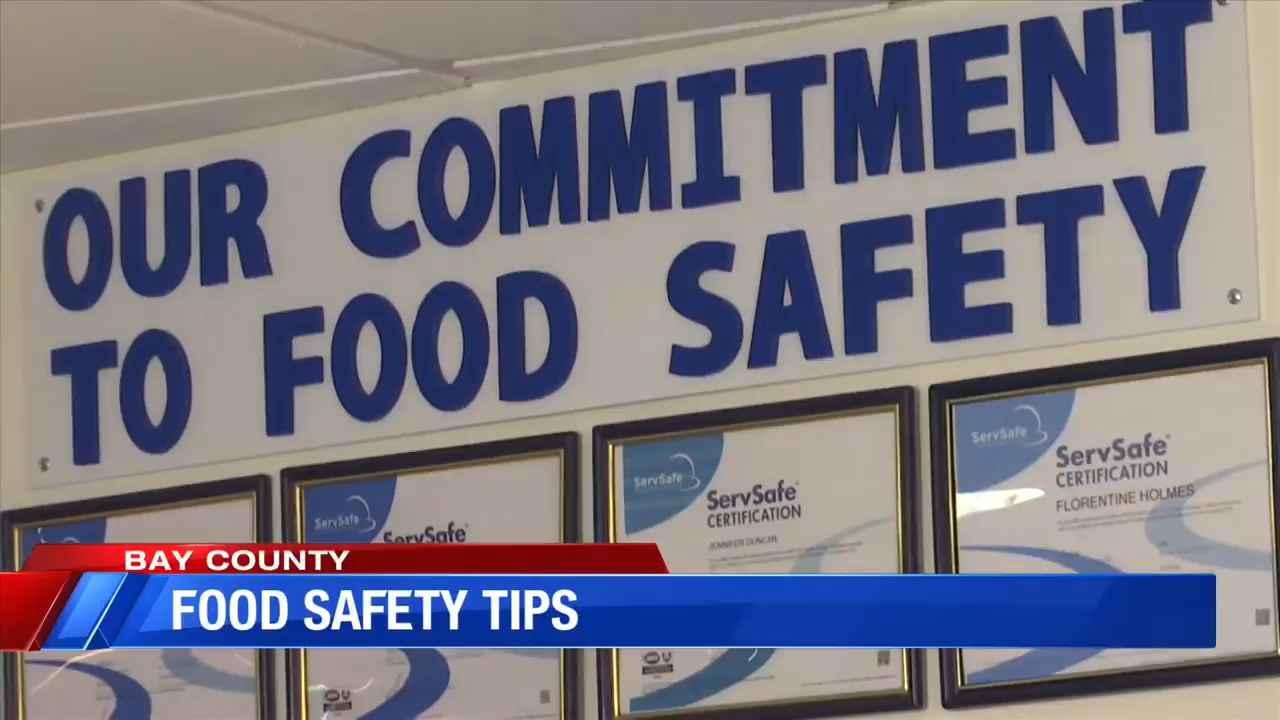 OUR COMMITMENT
TO FOOD SAFETY
ServSafe
ServSafe
CERTIFICATION
FLORENTINE HOLMES
ServSafe
ServSafe
CERTIFICATION
JENNIFER DUNCAN
ServSafe
ServSafe
BAY COUNTY
FOOD SAFETY TIPS